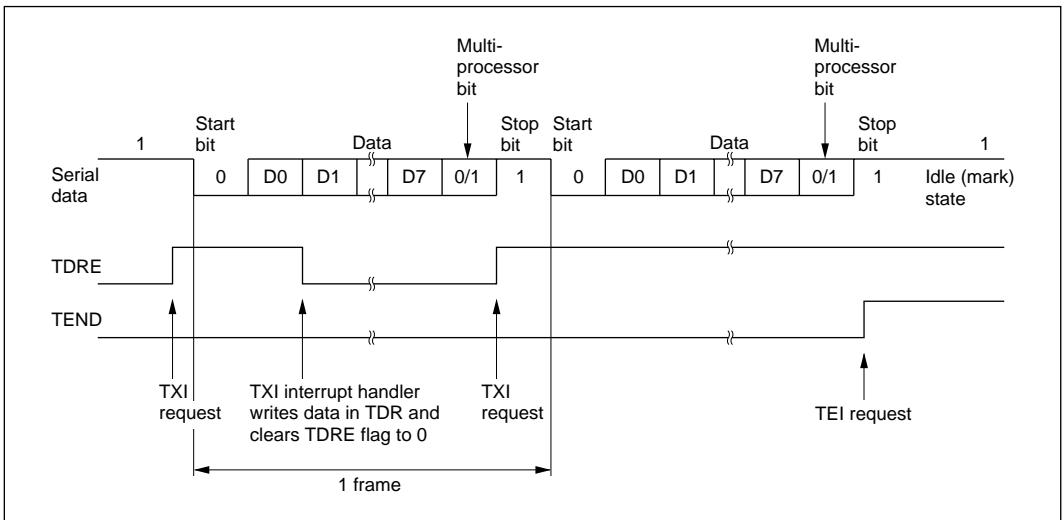 Multi-
processor
bit
Multi-
processor
bit
1
Start
bit
Data
Stop
bit
Start
bit
Data
Stop
bit
1
Serial
data
0 D0 D1 D7 0/1 1 0 D0 D1 D7 0/1 1
Idle (mark)
state
TDRE
TEND
TXI
request
TXI interrupt handler
writes data in TDR and
clears TDRE flag to 0
TXI
request
TEI request
1 frame